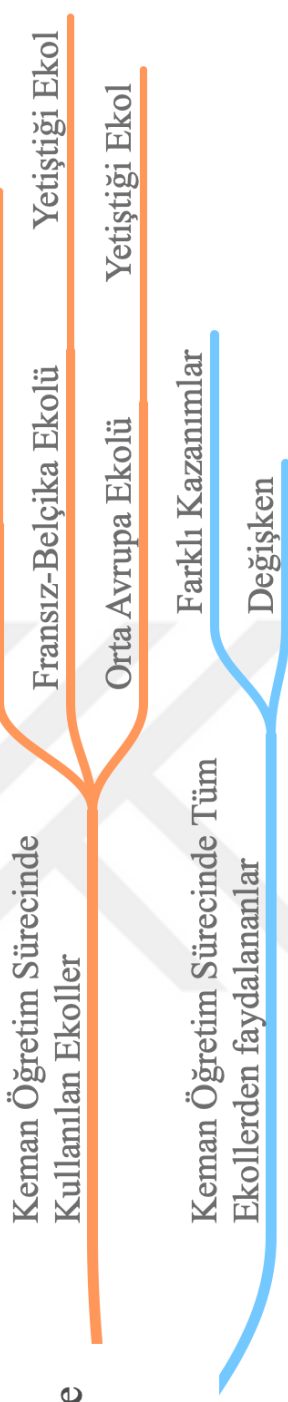 Keman Öğretim Sürecinde
Kullanılan Ekoller
Fransız-Belçika Ekolü
Yetiştiği Ekol
Orta Avrupa Ekolü
Yetiştiği Ekol
Keman Öğretim Sürecinde Tüm
Ekollerden faydalananlar
Farklı Kazanımlar
Değişken
e